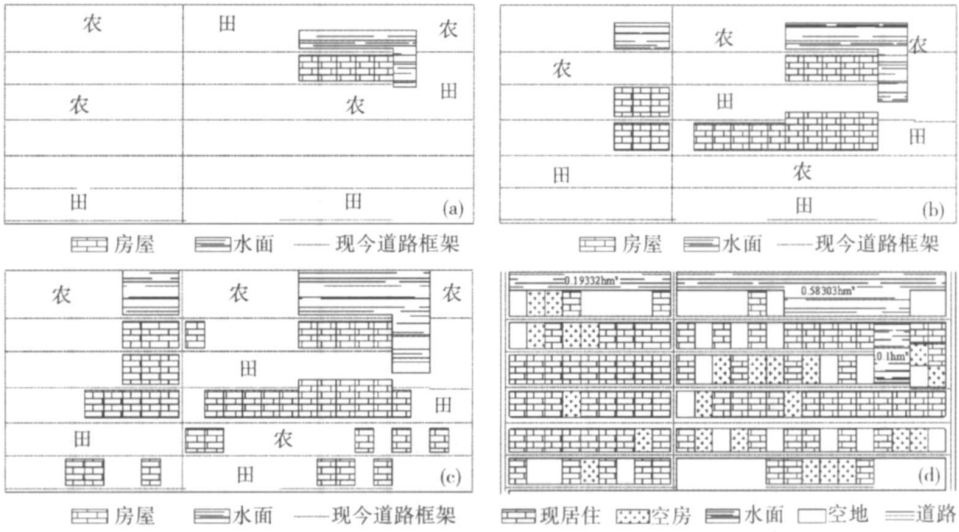 农 田 农
田
农 农
田 田 (a)
房屋 水面 现今道路框架
农 农
农
田
田
田 农
田 (b)
房屋 水面 现今道路框架
农 农 农
田
田
田 农
田 (c)
房屋 水面 现今道路框架
0.19332hm²
0.58303hm²
0.1hm²
(d)
现居住 空房 水面 空地 道路